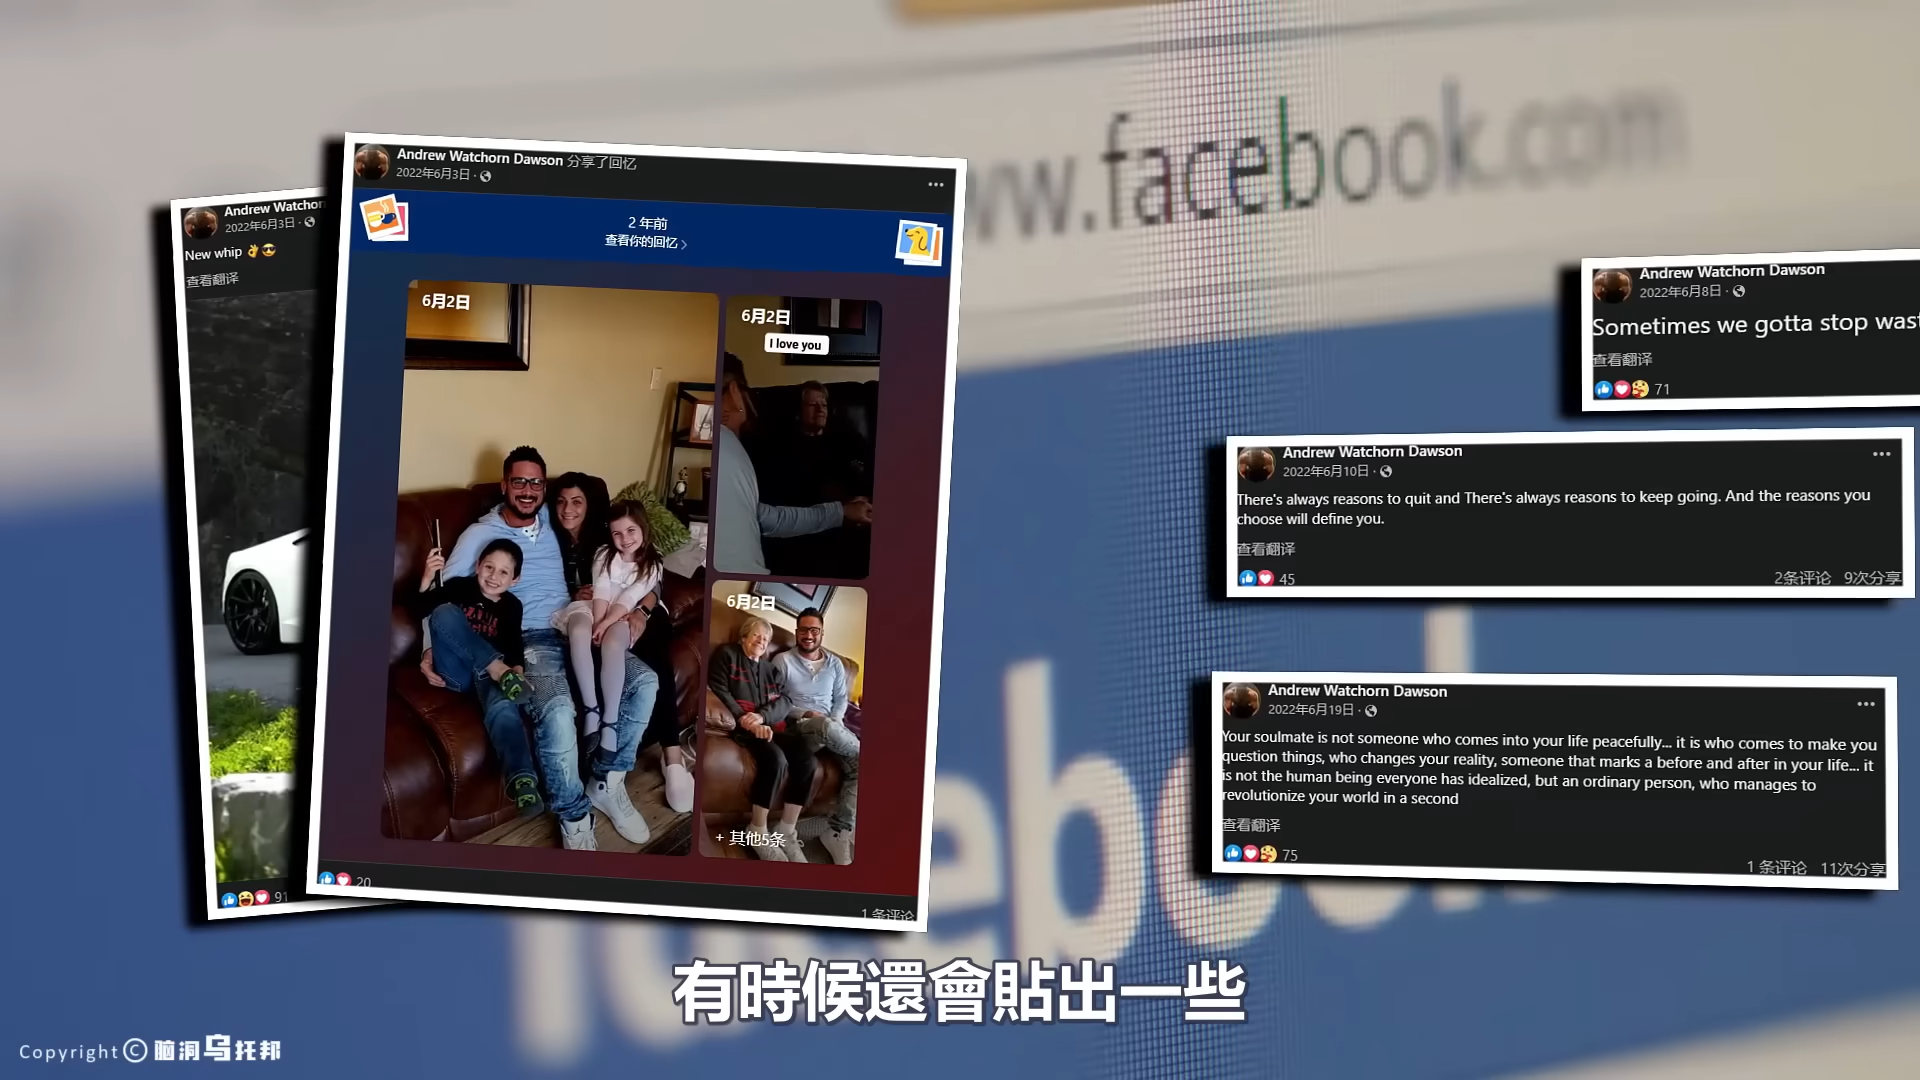 www.facebook.com
Andrew Watchorn
2022年6月3日 ·
New whip 👌😎
查看翻译
91
Andrew Watchorn Dawson 分享了回忆
2022年6月3日 ·
2 年前
查看你的回忆 >
6月2日
6月2日
I love you
6月2日
+ 其他5条
20
1 条评论
Andrew Watchorn Dawson
2022年6月8日 ·
Sometimes we gotta stop wast
查看翻译
71
Andrew Watchorn Dawson
2022年6月10日 ·
There's always reasons to quit and There's always reasons to keep going. And the reasons you
choose will define you.
查看翻译
45
2条评论 9次分享
Andrew Watchorn Dawson
2022年6月19日 ·
Your soulmate is not someone who comes into your life peacefully... it is who comes to make you
question things, who changes your reality, someone that marks a before and after in your life... it
is not the human being everyone has idealized, but an ordinary person, who manages to
revolutionize your world in a second
查看翻译
75
1 条评论 11次分享
facebook
有時候還會貼出一些
Copyright © 脑洞乌托邦